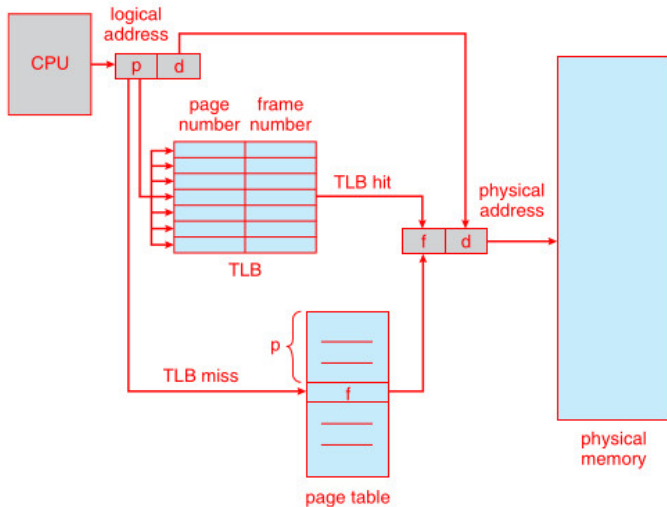 logical
address
CPU
p
d
page
number
frame
number
TLB hit
physical
address
f
d
TLB
p
TLB miss
f
page table
physical
memory